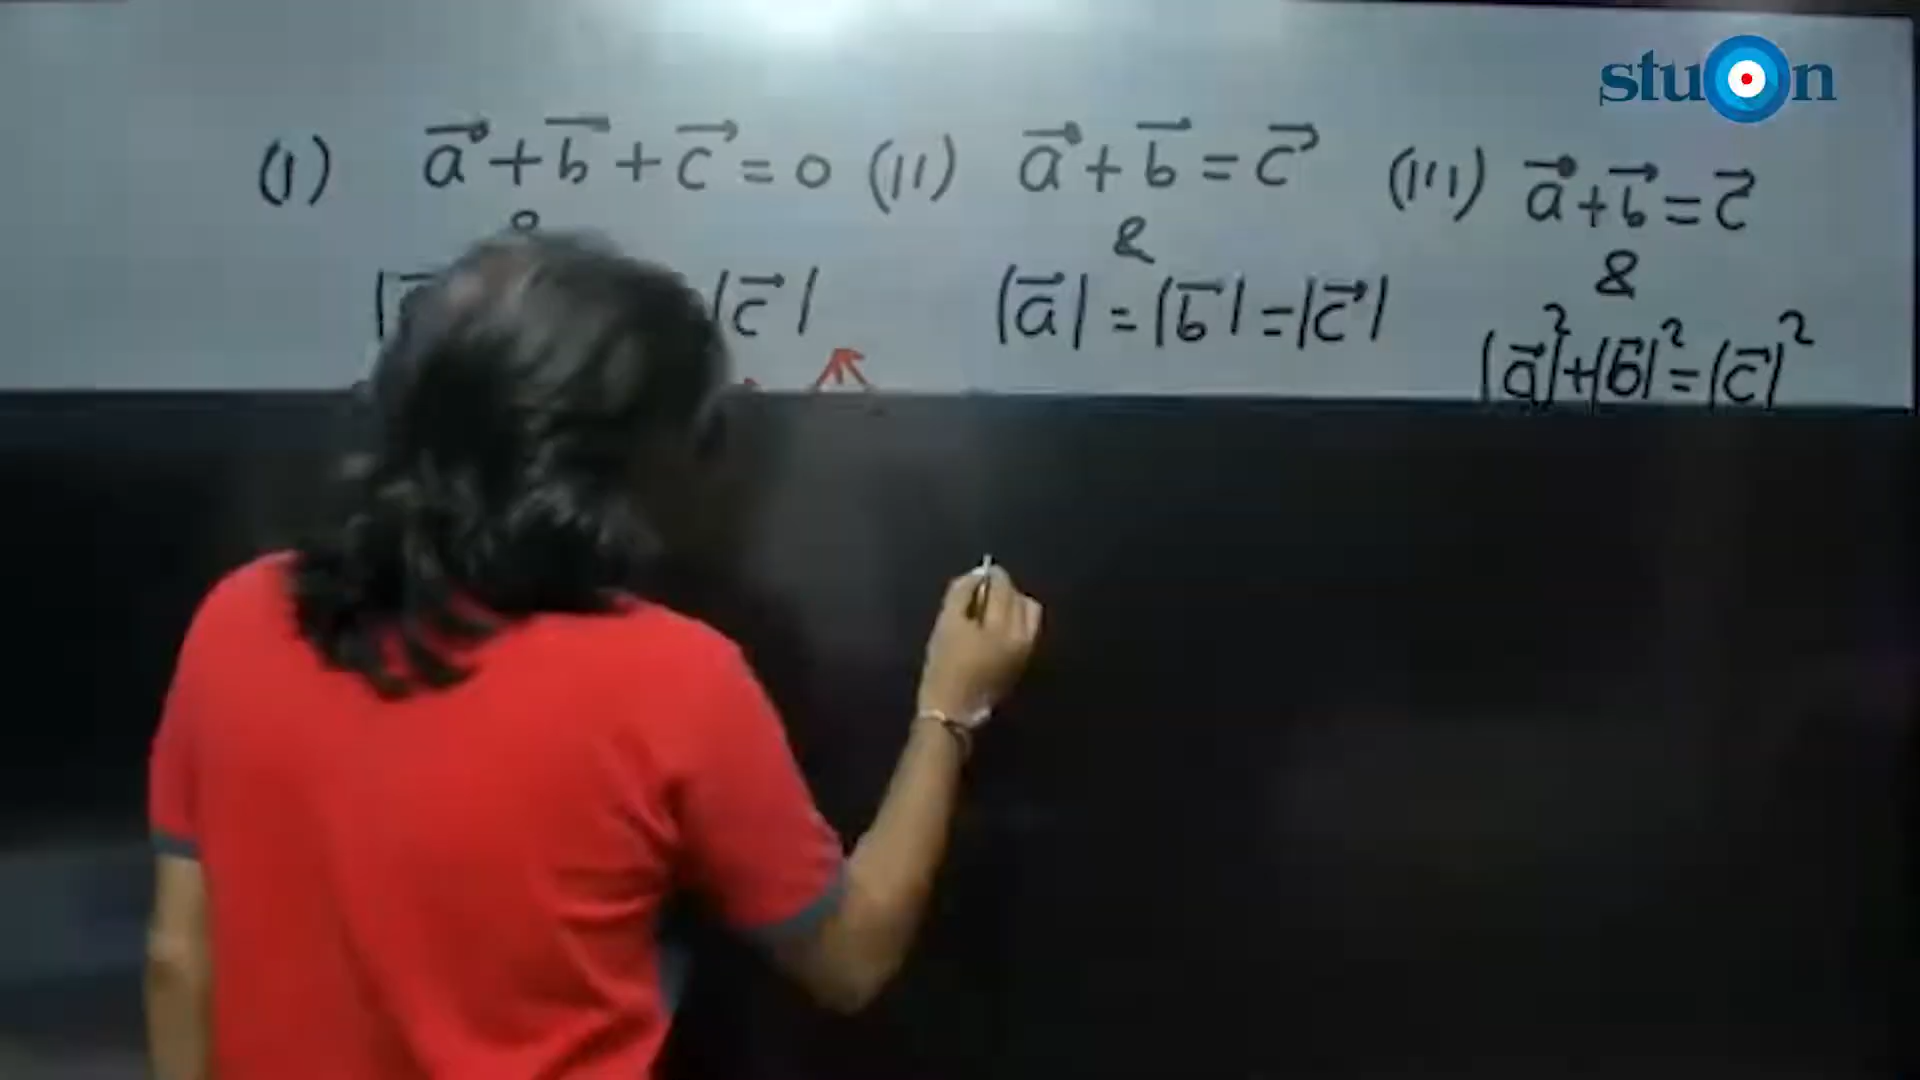 stuOn
(I) a⃗ + b⃗ + c⃗ = 0 (II) a⃗ + b⃗ = c⃗ (III) a⃗ + b⃗ = c⃗
& &
|c⃗| |a⃗| = |b⃗| = |c⃗| |a⃗|² + |b⃗|² = |c⃗|²